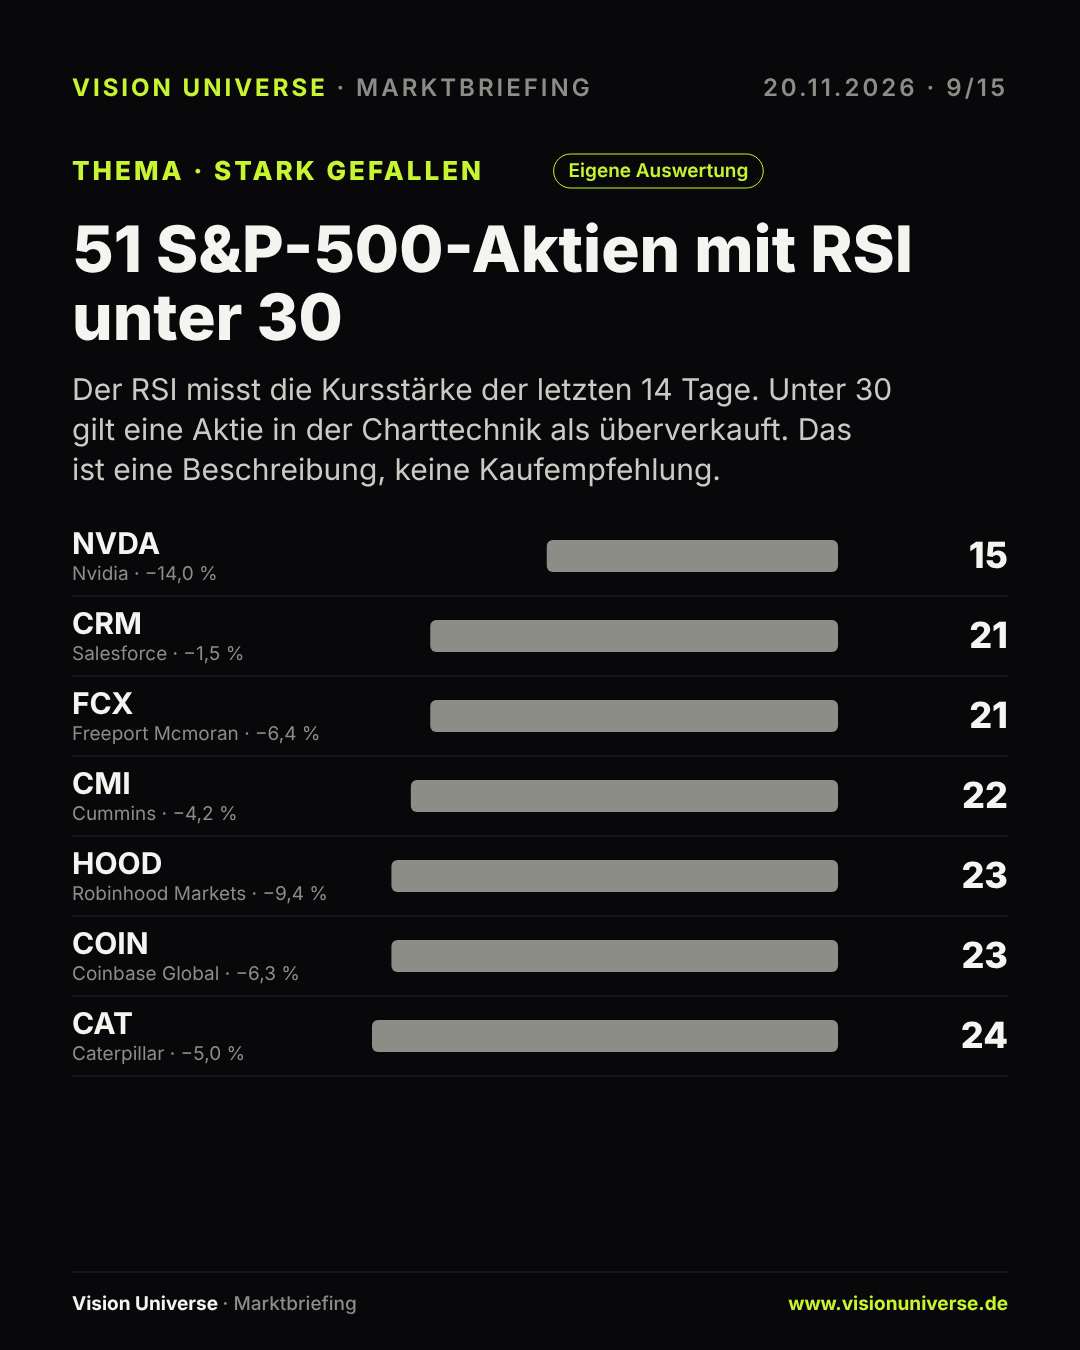 VISION UNIVERSE · MARKTBRIEFING
20.11.2026 · 9/15
THEMA · STARK GEFALLEN
Eigene Auswertung
51 S&P-500-Aktien mit RSI
unter 30
Der RSI misst die Kursstärke der letzten 14 Tage. Unter 30
gilt eine Aktie in der Charttechnik als überverkauft. Das
ist eine Beschreibung, keine Kaufempfehlung.
NVDA
Nvidia · −14,0 %
15
CRM
Salesforce · −1,5 %
21
FCX
Freeport Mcmoran · −6,4 %
21
CMI
Cummins · −4,2 %
22
HOOD
Robinhood Markets · −9,4 %
23
COIN
Coinbase Global · −6,3 %
23
CAT
Caterpillar · −5,0 %
24
Vision Universe · Marktbriefing
www.visionuniverse.de